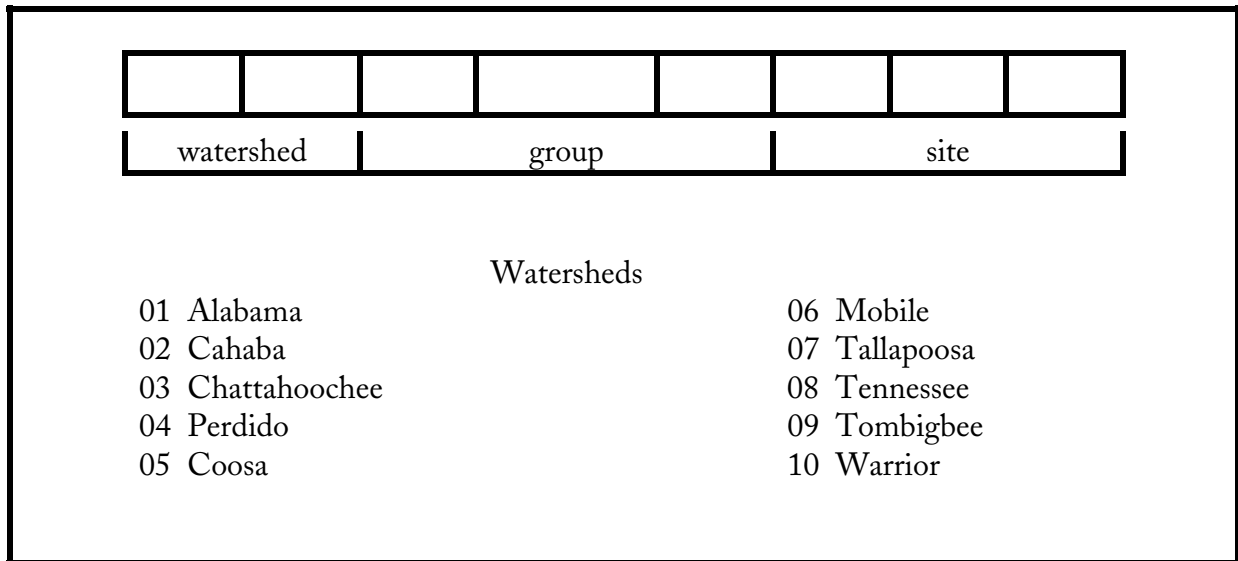 watershed group site
Watersheds
01 Alabama
02 Cahaba
03 Chattahoochee
04 Perdido
05 Coosa
06 Mobile
07 Tallapoosa
08 Tennessee
09 Tombigbee
10 Warrior